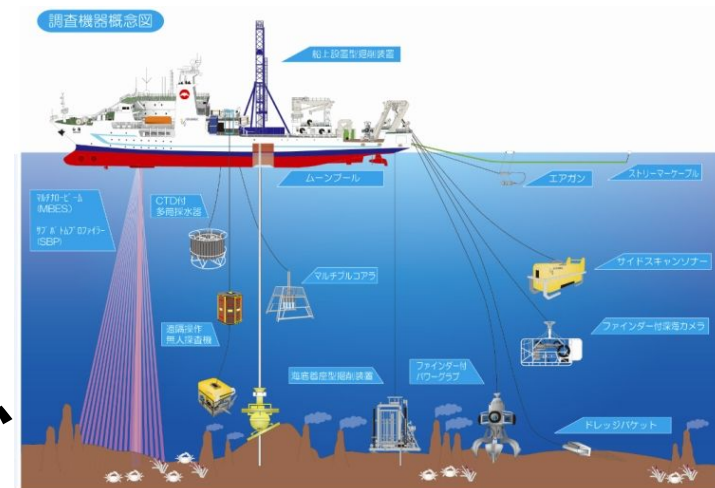 調査機器概念図
船上設置型掘削装置
ムーンプール
エアガン
ストリーマーケーブル
マルチナロービーム
(MBES)
サブボトムプロファイラー
(SBP)
CTD付
多筒採水器
マルチプルコアラ
サイドスキャンソナー
遠隔操作
無人探査機
ファインダー付深海カメラ
海底着座型掘削装置
ファインダー付
パワーグラブ
ドレッジバケット